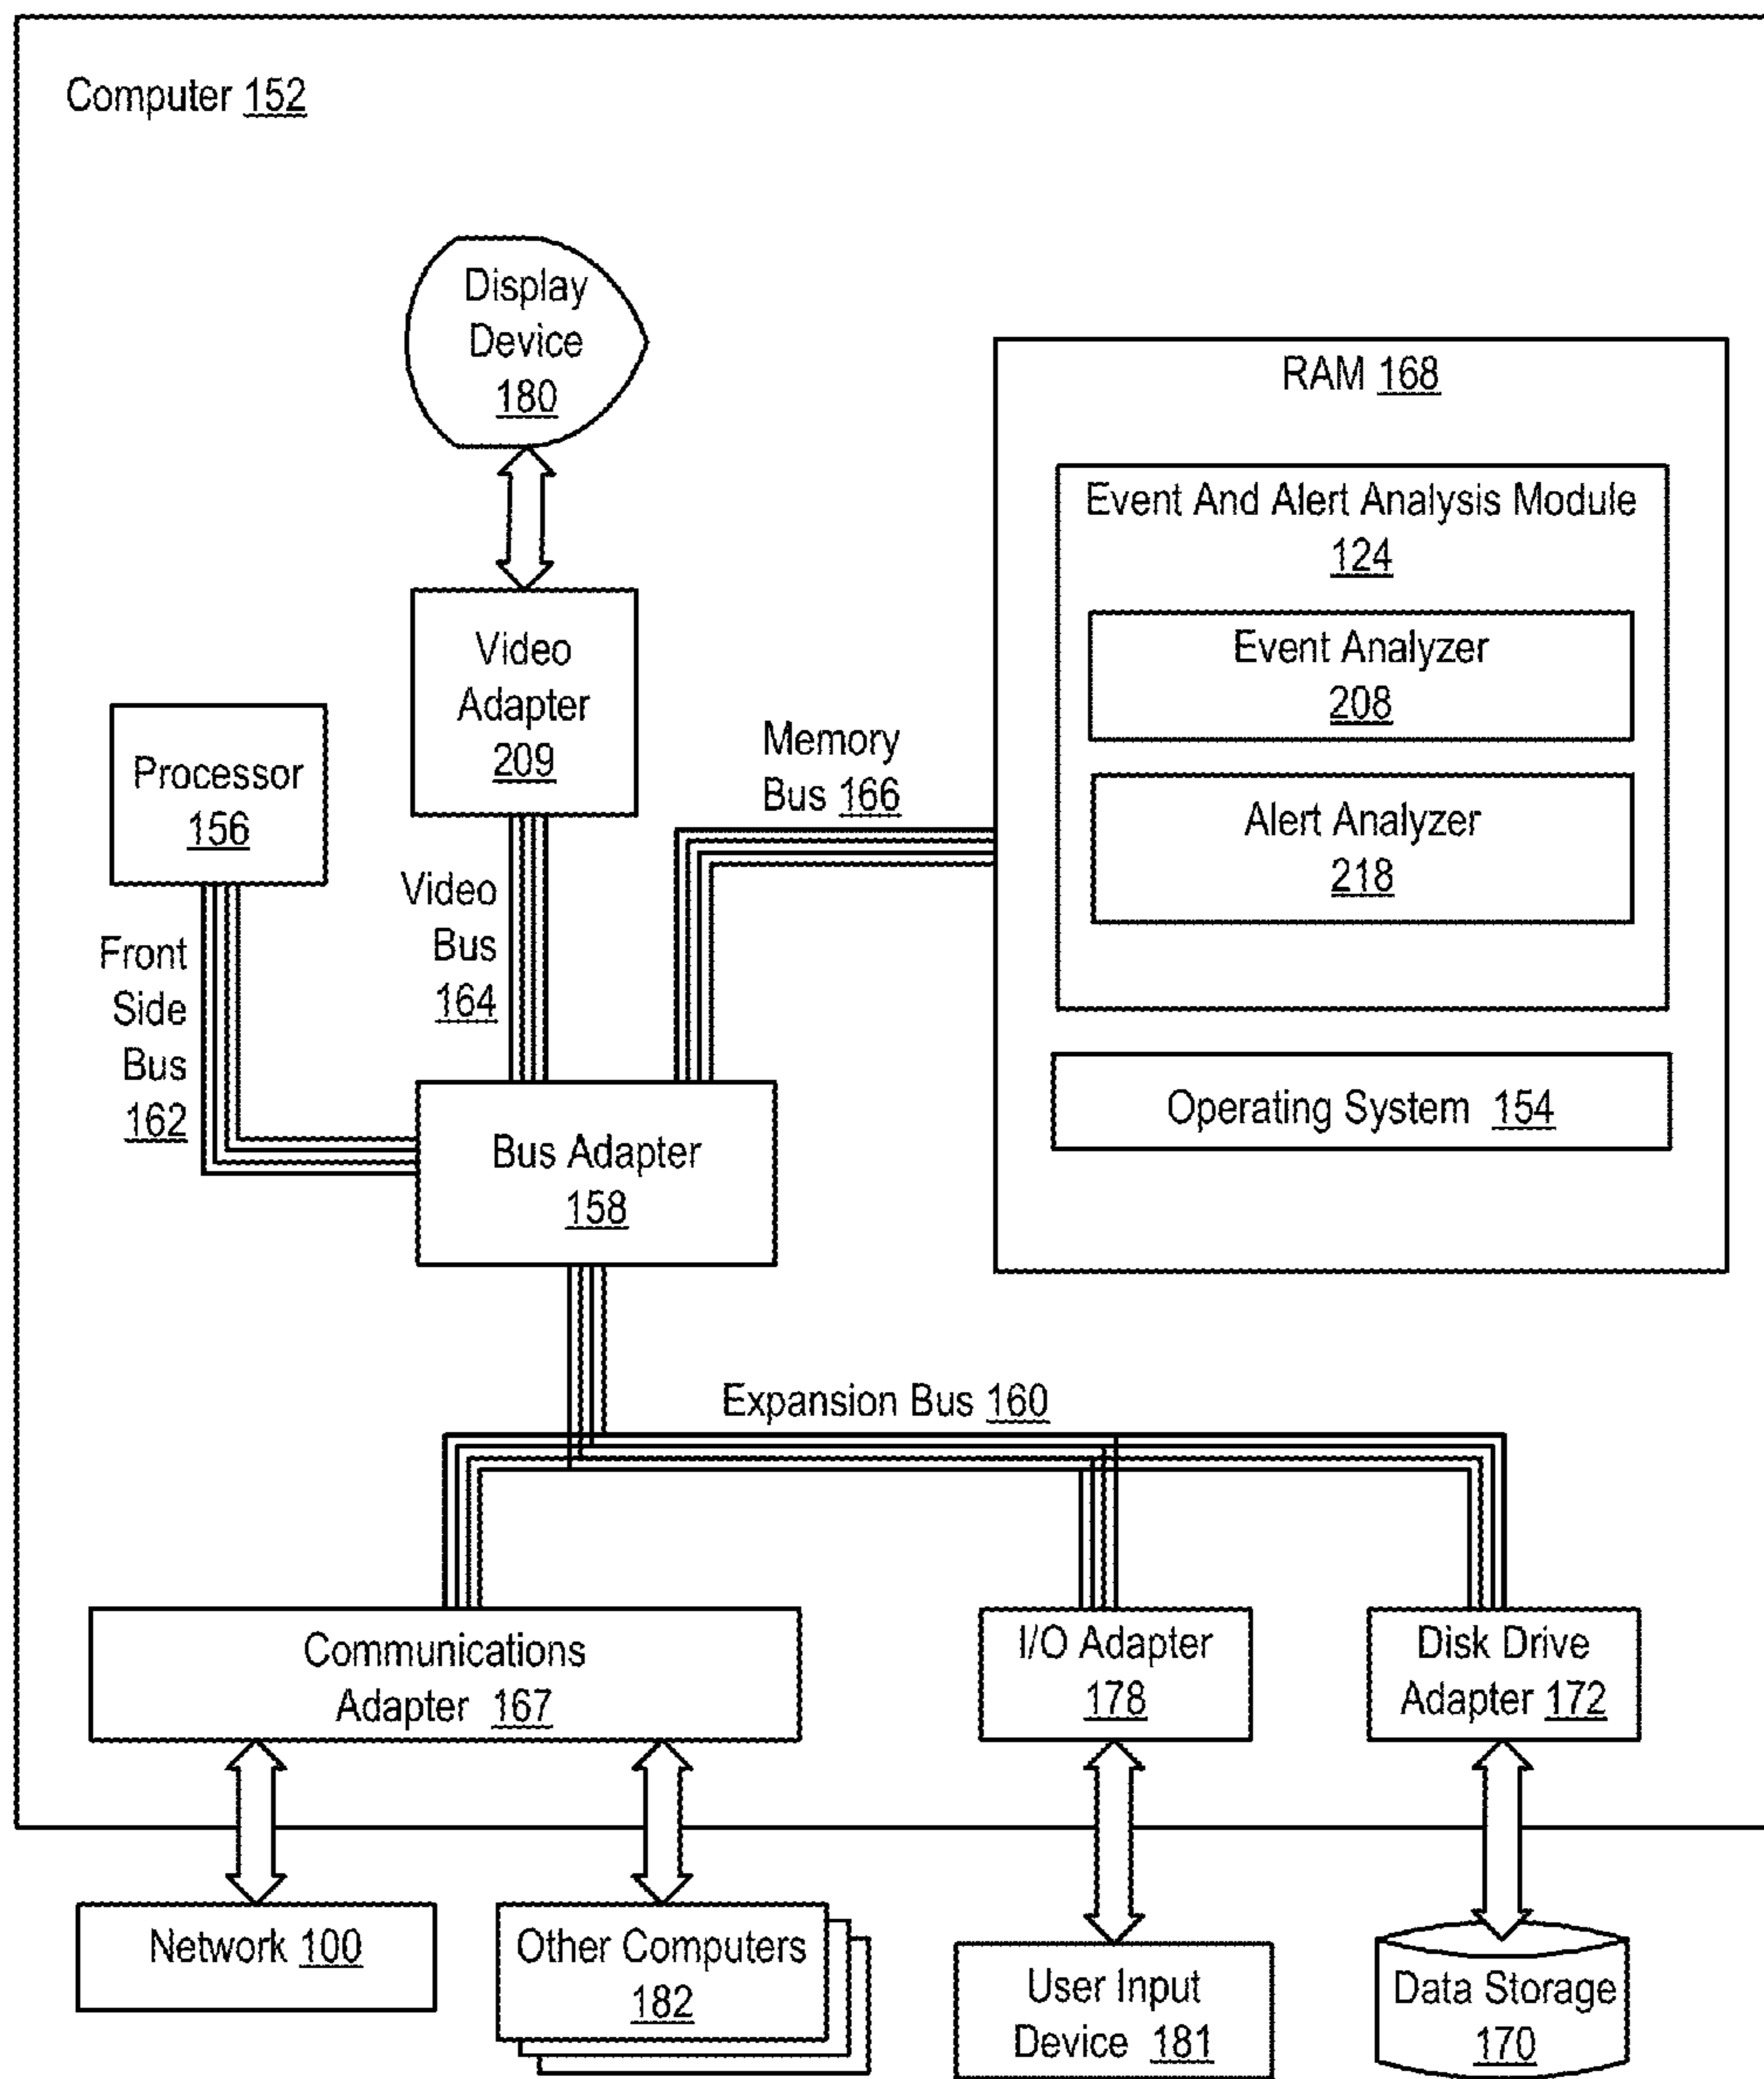 Computer 152
Display
Device
180
RAM 168
Event And Alert Analysis Module
124
Event Analyzer
208
Alert Analyzer
218
Operating System 154
Video
Adapter
209
Processor
156
Memory
Bus 166
Video
Bus
164
Front
Side
Bus
162
Bus Adapter
158
Expansion Bus 160
Communications
Adapter 167
I/O Adapter
178
Disk Drive
Adapter 172
Network 100
Other Computers
182
User Input
Device 181
Data Storage
170